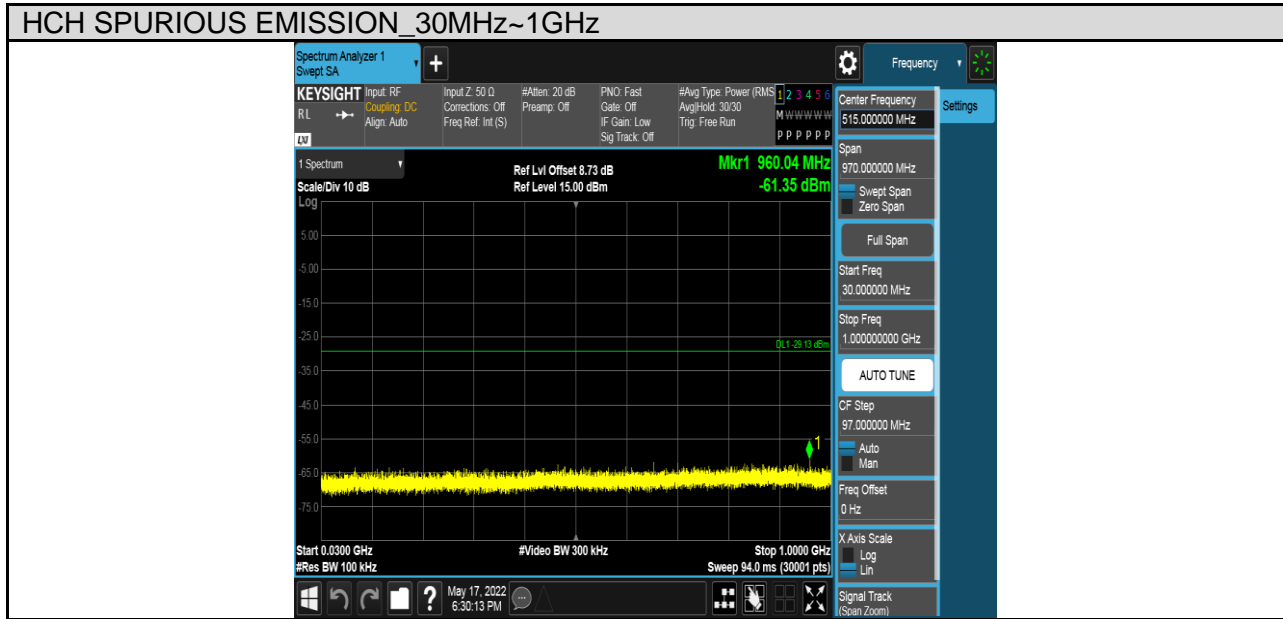 HCH SPURIOUS EMISSION_30MHz~1GHz
Spectrum Analyzer 1
Swept SA
Frequency
KEYSIGHT
RL
LXI
Input: RF
Coupling: DC
Align: Auto
Input Z: 50 Ω
Corrections: Off
Freq Ref: Int (S)
#Atten: 20 dB
Preamp: Off
PNO: Fast
Gate: Off
IF Gain: Low
Sig Track: Off
#Avg Type: Power (RMS
Avg|Hold: 30/30
Trig: Free Run
1 2 3 4 5 6
M W W W W W
P P P P P P
Center Frequency
515.000000 MHz
Settings
1 Spectrum
Scale/Div 10 dB
Ref Lvl Offset 8.73 dB
Ref Level 15.00 dBm
Mkr1 960.04 MHz
-61.35 dBm
Span
970.000000 MHz
Swept Span
Zero Span
Full Span
Start Freq
30.000000 MHz
Stop Freq
1.000000000 GHz
AUTO TUNE
CF Step
97.000000 MHz
Auto
Man
Freq Offset
0 Hz
X Axis Scale
Log
Lin
Signal Track
(Span Zoom)
Log
5.00
-5.00
-15.0
-25.0
DL1 -29.13 dBm
-35.0
-45.0
-55.0
1
-65.0
-75.0
Start 0.0300 GHz
#Video BW 300 kHz
Stop 1.0000 GHz
#Res BW 100 kHz
Sweep 94.0 ms (30001 pts)
?
May 17, 2022
6:30:13 PM